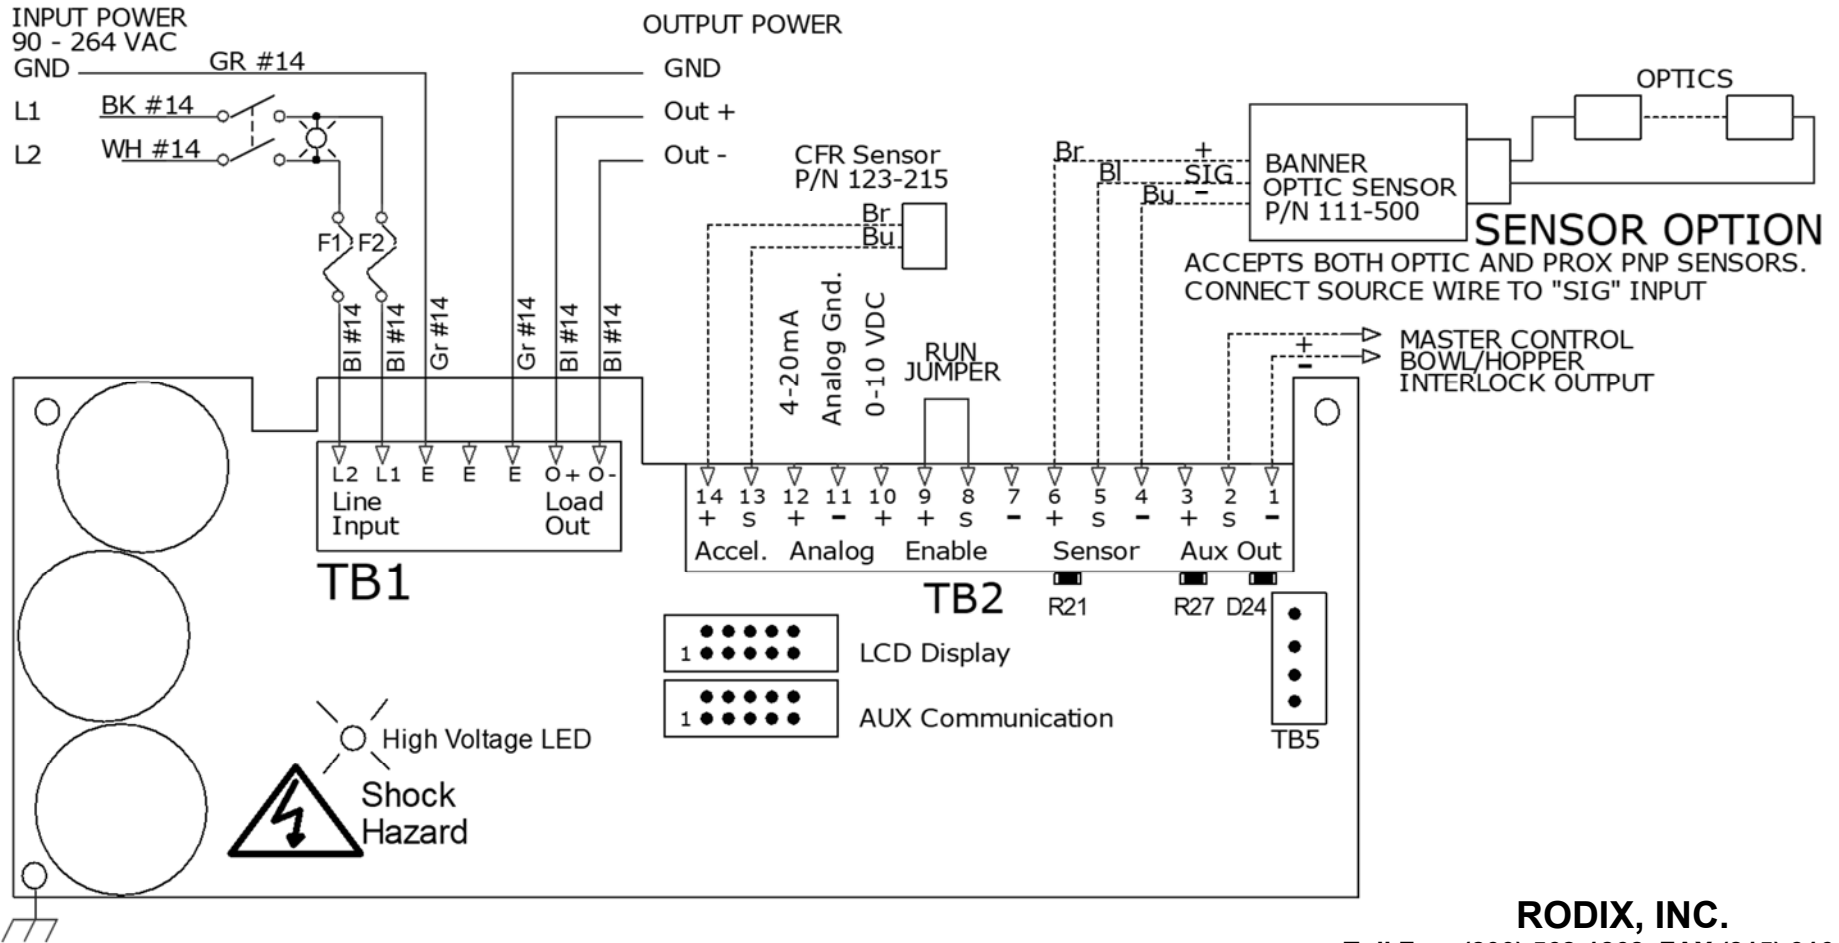 INPUT POWER
90 - 264 VAC
GND
GR #14
L1
BK #14
L2
WH #14
F1
F2
Bl #14
Bl #14
Gr #14
Gr #14
Bl #14
Bl #14
OUTPUT POWER
GND
Out +
Out -
CFR Sensor
P/N 123-215
Br
Bu
4-20mA
Analog Gnd.
0-10 VDC
RUN
JUMPER
Br
Bl
Bu
+
SIG
-
BANNER
OPTIC SENSOR
P/N 111-500
OPTICS
SENSOR OPTION
ACCEPTS BOTH OPTIC AND PROX PNP SENSORS.
CONNECT SOURCE WIRE TO "SIG" INPUT
+
-
MASTER CONTROL
BOWL/HOPPER
INTERLOCK OUTPUT
L2 L1 E E E O+ O-
Line Load
Input Out
TB1
14 13 12 11 10 9 8 7 6 5 4 3 2 1
+ S + - + + S - + S - + S -
Accel. Analog Enable Sensor Aux Out
TB2
R21
R27
D24
1
LCD Display
1
AUX Communication
TB5
High Voltage LED
Shock
Hazard
RODIX, INC.